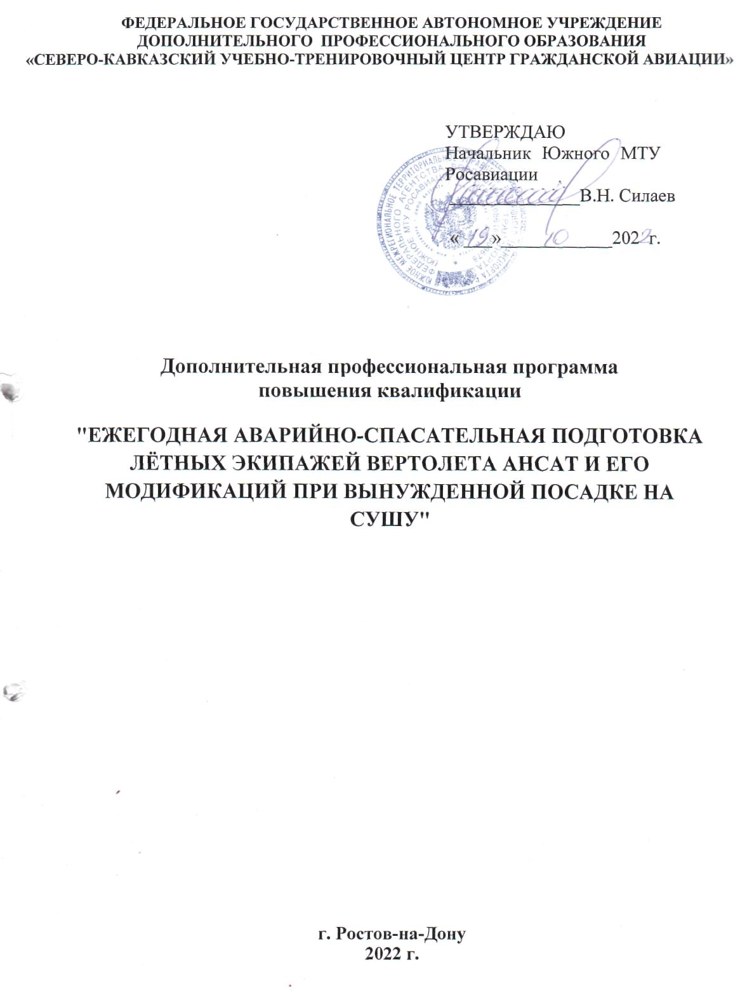 ФЕДЕРАЛЬНОЕ ГОСУДАРСТВЕННОЕ АВТОНОМНОЕ УЧРЕЖДЕНИЕ
ДОПОЛНИТЕЛЬНОГО ПРОФЕССИОНАЛЬНОГО ОБРАЗОВАНИЯ
«СЕВЕРО-КАВКАЗСКИЙ УЧЕБНО-ТРЕНИРОВОЧНЫЙ ЦЕНТР ГРАЖДАНСКОЙ АВИАЦИИ»
УТВЕРЖДАЮ
Начальник Южного МТУ
Росавиации
______________В.Н. Силаев
«19» 10 2022 г.
Дополнительная профессиональная программа
повышения квалификации
"ЕЖЕГОДНАЯ АВАРИЙНО-СПАСАТЕЛЬНАЯ ПОДГОТОВКА
ЛЁТНЫХ ЭКИПАЖЕЙ ВЕРТОЛЕТА АНСАТ И ЕГО
МОДИФИКАЦИЙ ПРИ ВЫНУЖДЕННОЙ ПОСАДКЕ НА
СУШУ"
г. Ростов-на-Дону
2022 г.